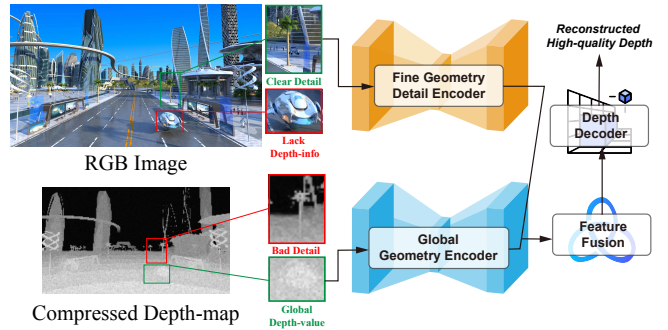 Reconstructed
High-quality Depth
Clear Detail
Fine Geometry
Detail Encoder
Depth
Decoder
Lack
Depth-info
RGB Image
Bad Detail
Global
Geometry Encoder
Feature
Fusion
Global
Depth-value
Compressed Depth-map